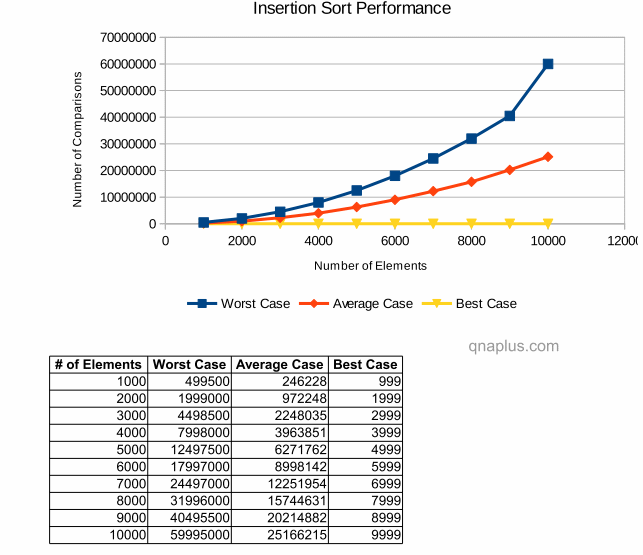 Insertion Sort Performance
70000000
60000000
50000000
40000000
30000000
20000000
10000000
0
Number of Comparisons
0 2000 4000 6000 8000 10000 12000
Number of Elements
Worst Case Average Case Best Case
qnaplus.com
# of Elements Worst Case Average Case Best Case
1000 499500 246228 999
2000 1999000 972248 1999
3000 4498500 2248035 2999
4000 7998000 3963851 3999
5000 12497500 6271762 4999
6000 17997000 8998142 5999
7000 24497000 12251954 6999
8000 31996000 15744631 7999
9000 40495500 20214882 8999
10000 59995000 25166215 9999